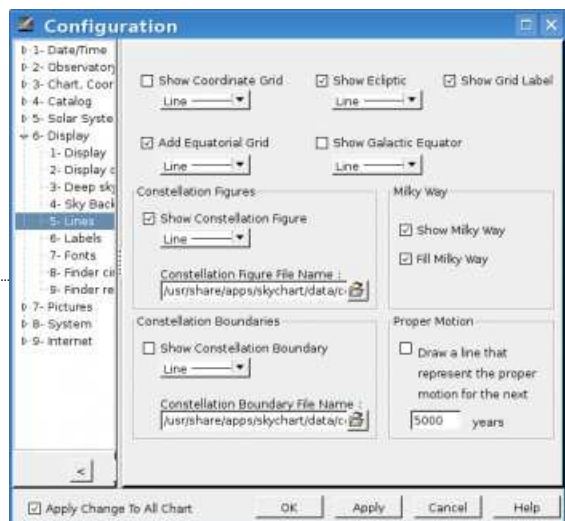 Configuration
1- Date/Time
2- Observatory
3- Chart, Coor
4- Catalog
5- Solar Syste
6- Display
1- Display
2- Display c
3- Deep sky
4- Sky Back
5- Lines
6- Labels
7- Fonts
8- Finder cir
9- Finder re
7- Pictures
8- System
9- Internet
<
Show Coordinate Grid
Line
Show Ecliptic
Line
Show Grid Label
Add Equatorial Grid
Line
Show Galactic Equator
Line
Constellation Figures
Show Constellation Figure
Line
Constellation Figure File Name :
/usr/share/apps/skychart/data/c
Milky Way
Show Milky Way
Fill Milky Way
Constellation Boundaries
Show Constellation Boundary
Line
Constellation Boundary File Name :
/usr/share/apps/skychart/data/c
Proper Motion
Draw a line that
represent the proper
motion for the next
5000 years
Apply Change To All Chart
OK
Apply
Cancel
Help